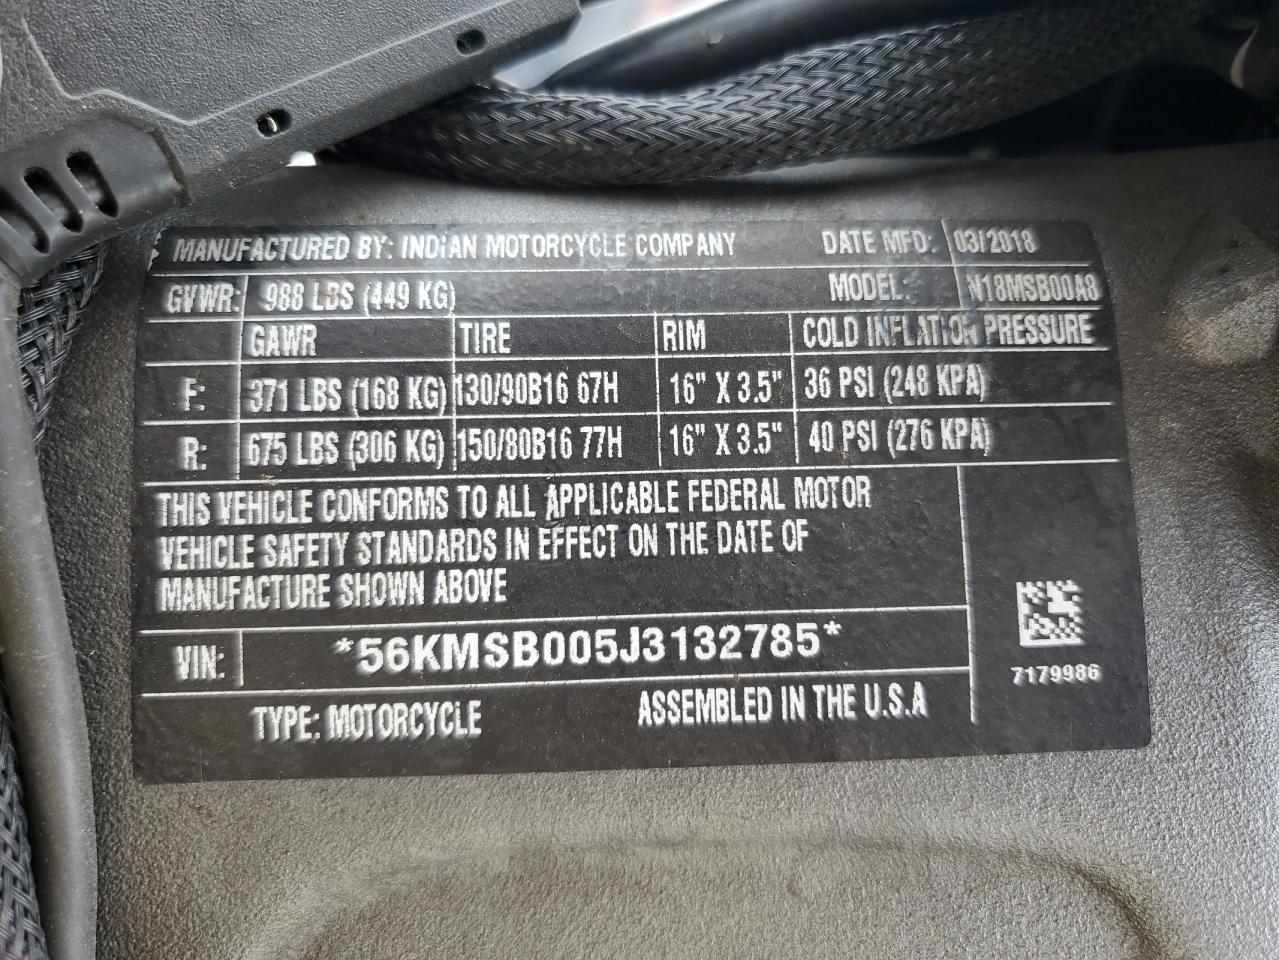 MANUFACTURED BY: INDIAN MOTORCYCLE COMPANY DATE MFD: 03/2018
GVWR: 988 LBS (449 KG) MODEL: N18MSB00A8
GAWR TIRE RIM COLD INFLATION PRESSURE
F: 371 LBS (168 KG) 130/90B16 67H 16" X 3.5" 36 PSI (248 KPA)
R: 675 LBS (306 KG) 150/80B16 77H 16" X 3.5" 40 PSI (276 KPA)
THIS VEHICLE CONFORMS TO ALL APPLICABLE FEDERAL MOTOR
VEHICLE SAFETY STANDARDS IN EFFECT ON THE DATE OF
MANUFACTURE SHOWN ABOVE
VIN: *56KMSB005J3132785*
7179986
TYPE: MOTORCYCLE ASSEMBLED IN THE U.S.A